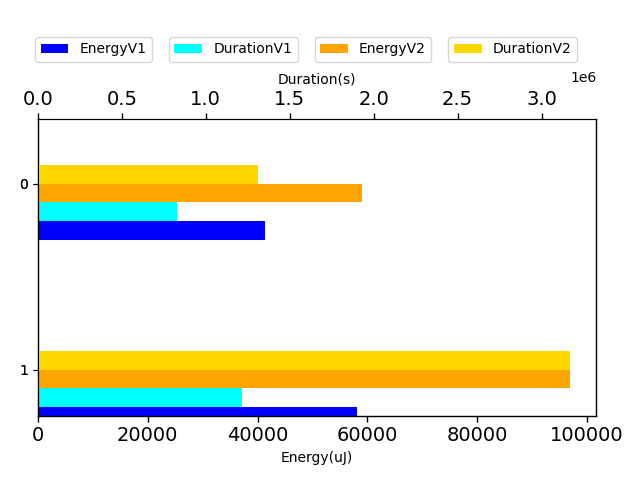 EnergyV1 DurationV1 EnergyV2 DurationV2
Duration(s)
1e6
0.0 0.5 1.0 1.5 2.0 2.5 3.0
0
1
0 20000 40000 60000 80000 100000
Energy(uJ)